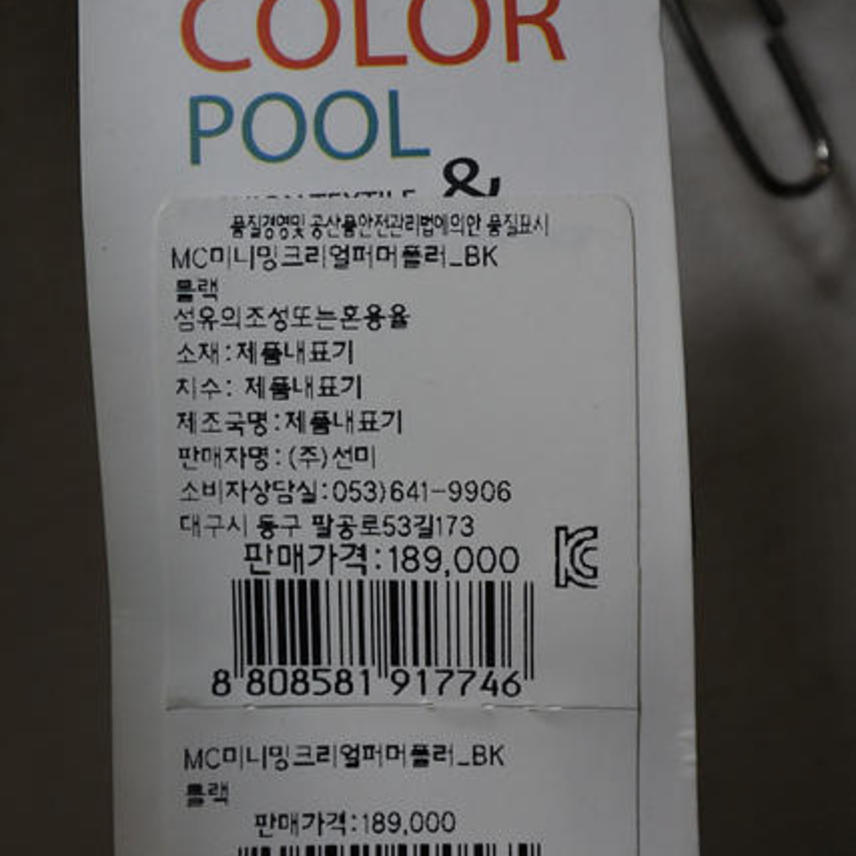 COLOR
POOL
&
품질경영및 공산품안전관리법에의한 품질표시
MC미니밍크리얼퍼머플러_BK
블랙
섬유의조성또는혼용율
소재:제품내표기
치수: 제품내표기
제조국명:제품내표기
판매자명:(주)선미
소비자상담실:053)641-9906
대구시 동구 팔공로53길173
판매가격:189,000
8 808581 917746
MC미니밍크리얼퍼머플러_BK
블랙
판매가격:189,000